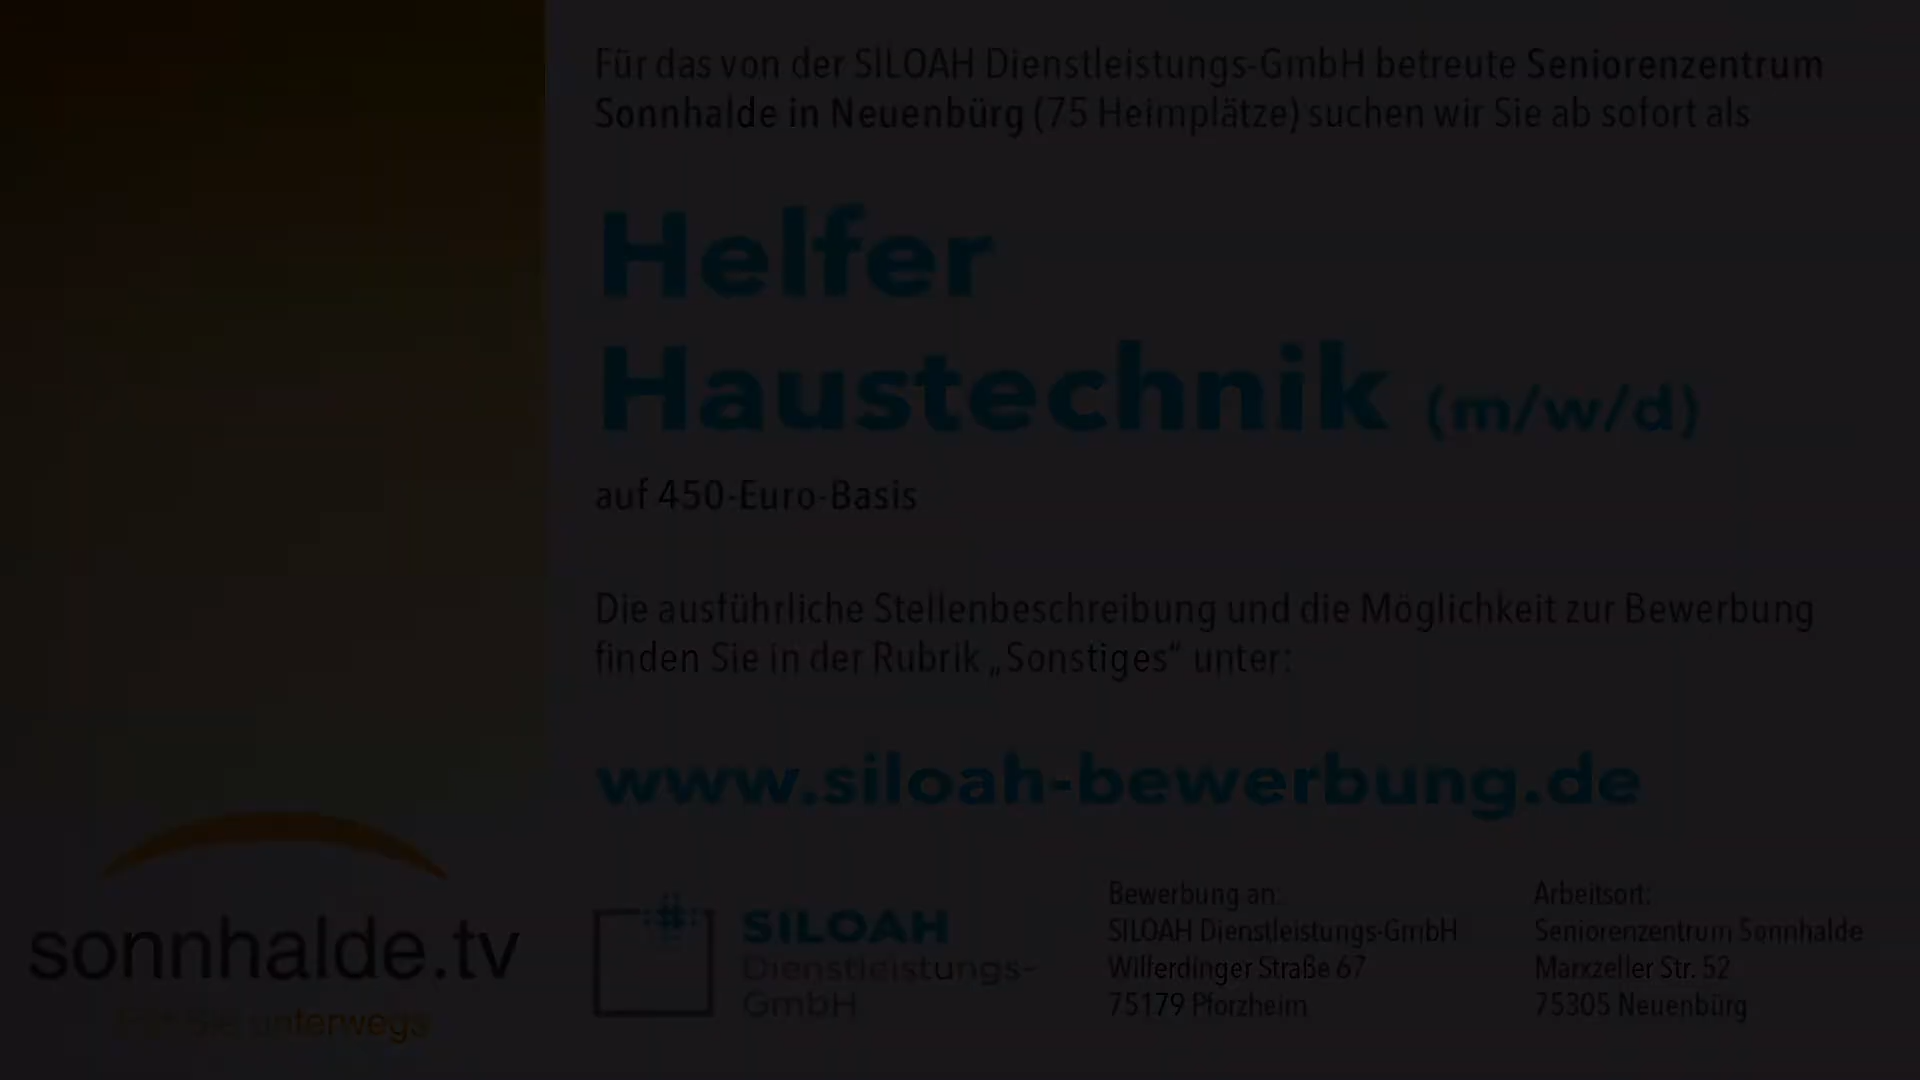 Für das von der SILOAH Dienstleistungs-GmbH betreute Seniorenzentrum
Sonnhalde in Neuenbürg (75 Heimplätze) suchen wir Sie ab sofort als
Helfer
Haustechnik (m/w/d)
auf 450-Euro-Basis
Die ausführliche Stellenbeschreibung und die Möglichkeit zur Bewerbung
finden Sie in der Rubrik „Sonstiges“ unter:
www.siloah-bewerbung.de
sonnhalde.tv
Für Sie unterwegs
SILOAH
Dienstleistungs-
GmbH
Bewerbung an:
SILOAH Dienstleistungs-GmbH
Wilferdinger Straße 67
75179 Pforzheim
Arbeitsort:
Seniorenzentrum Sonnhalde
Marxzeller Str. 52
75305 Neuenbürg